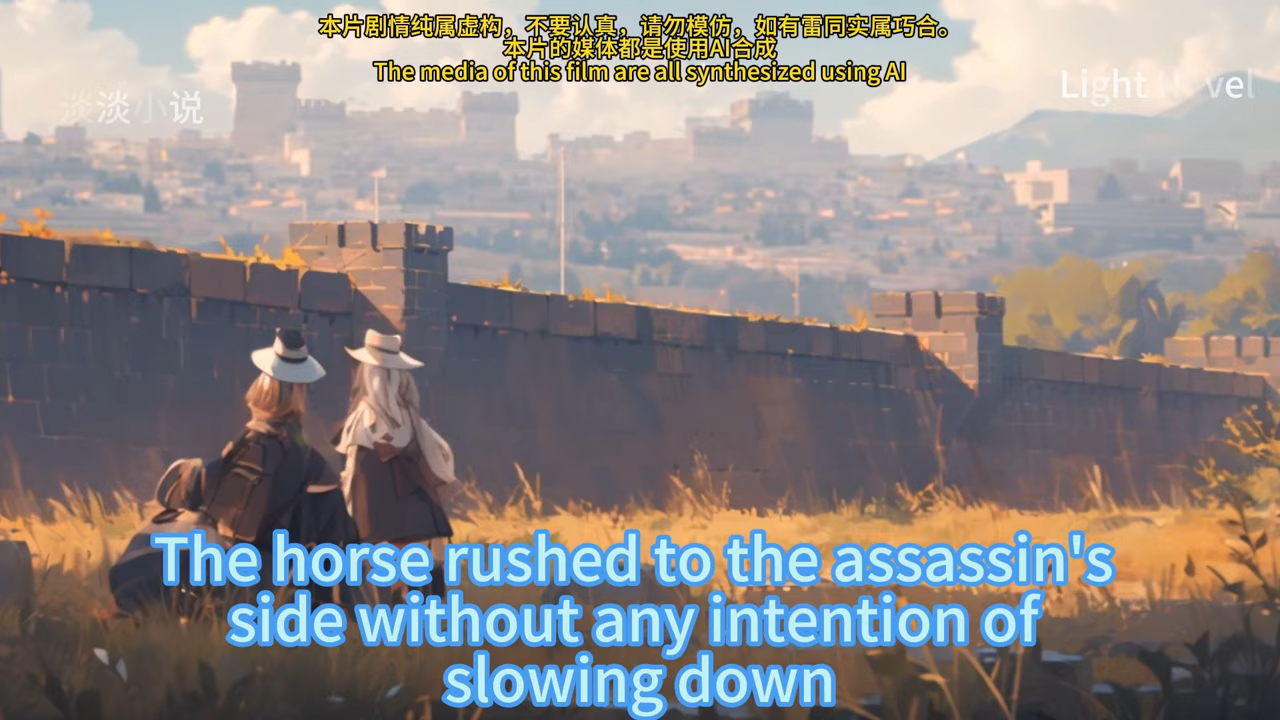 本片剧情纯属虚构，不要认真，请勿模仿，如有雷同实属巧合。
本片的媒体都是使用AI合成
The media of this film are all synthesized using AI
Light Novel
淡淡小说
The horse rushed to the assassin's
side without any intention of
slowing down